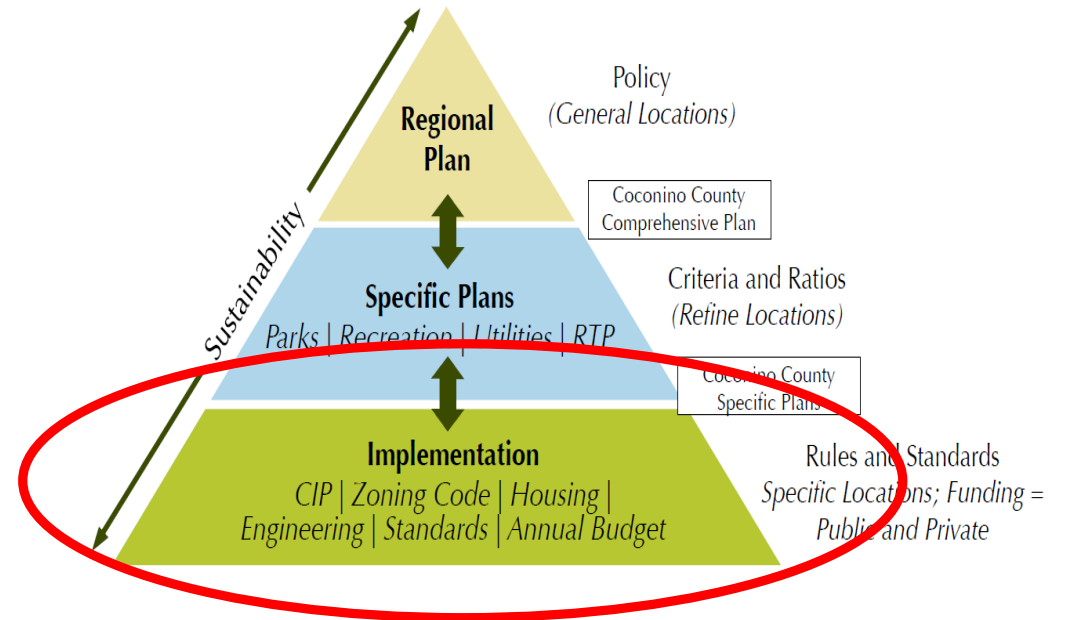 Policy
(General Locations)
Regional
Plan
Coconino County
Comprehensive Plan
Sustainability
Criteria and Ratios
(Refine Locations)
Specific Plans
Parks | Recreation | Utilities | RTP
Coconino County
Specific Plans
Implementation
CIP | Zoning Code | Housing |
Engineering | Standards | Annual Budget
Rules and Standards
Specific Locations; Funding =
Public and Private